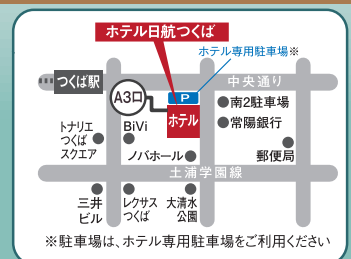 ホテル日航つくば
ホテル専用駐車場※
つくば駅
中央通り
A3口
P
ホテル
南2駐車場
常陽銀行
トナリエ
つくば
スクエア
BiVi
ノバホール
郵便局
土浦学園線
三井
ビル
レクサス
つくば
大清水
公園
※駐車場は、ホテル専用駐車場をご利用ください